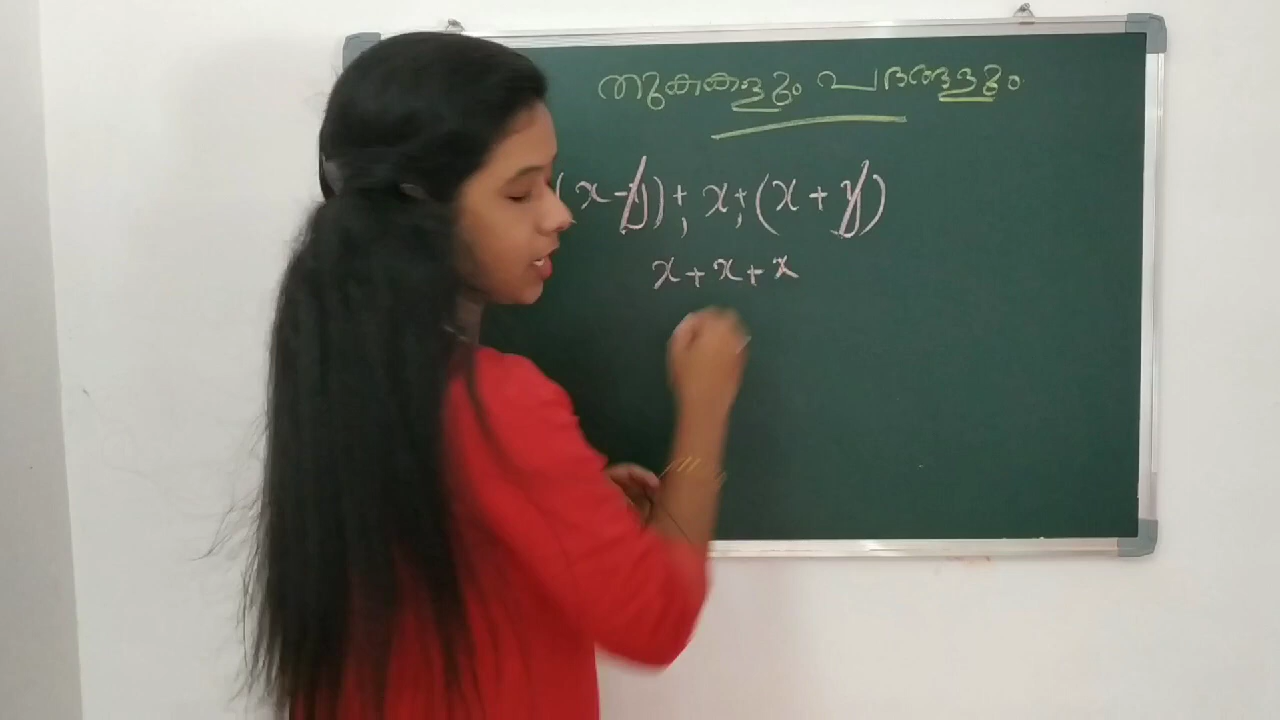 തുകകളും പദങ്ങളും
(x-y)+, x+, (x+y)
x+x+x